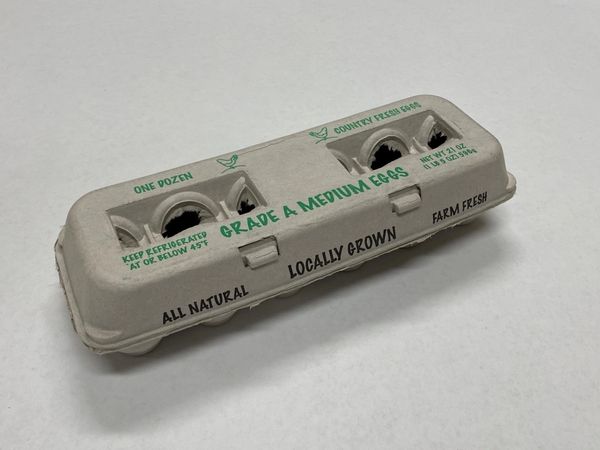 COUNTRY FRESH EGGS
ONE DOZEN
NET WT 21 OZ
(1 LB 5 OZ) 596g
GRADE A MEDIUM EGGS
KEEP REFRIGERATED
AT OR BELOW 45°F
FARM FRESH
LOCALLY GROWN
ALL NATURAL